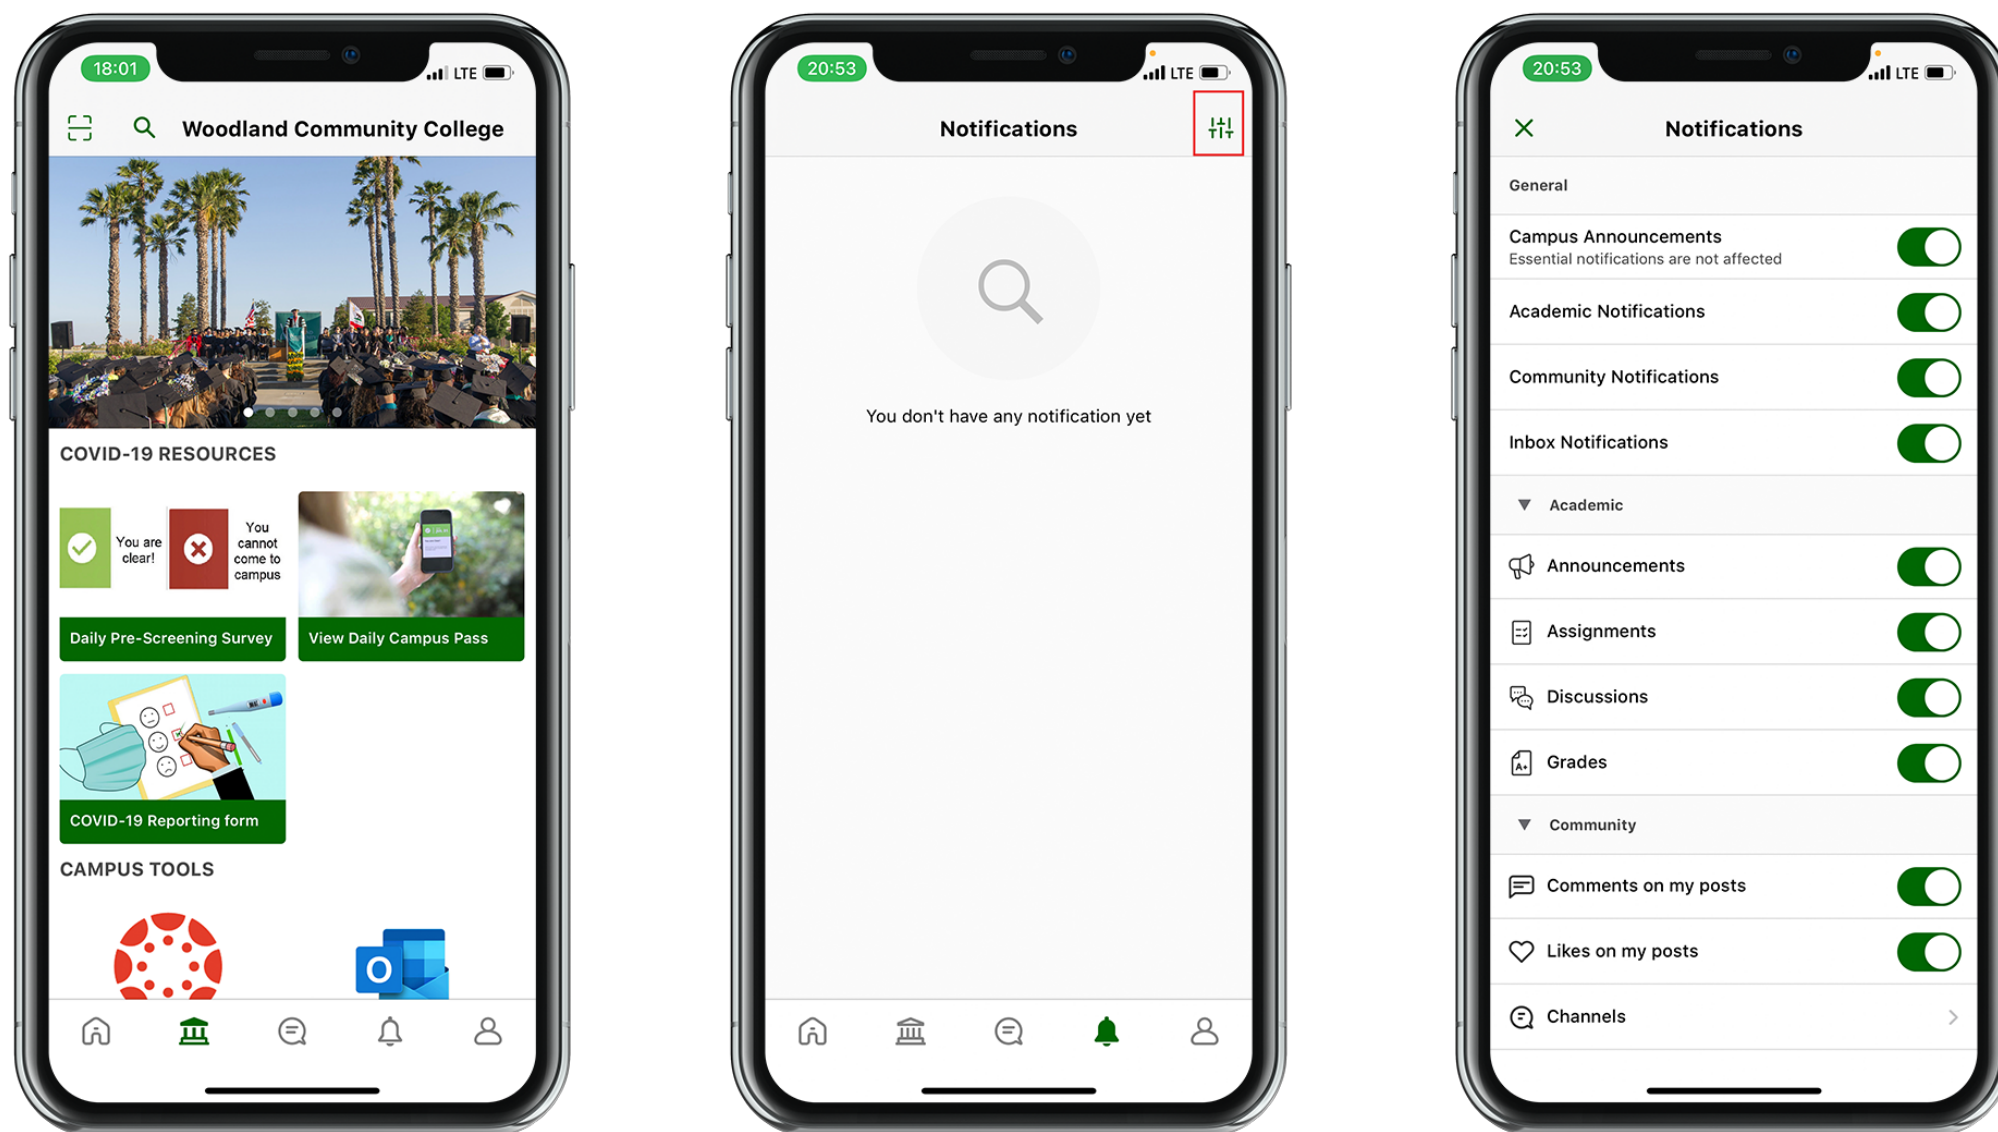 18:01
LTE
Woodland Community College
COVID-19 RESOURCES
You are
clear!
You
cannot
come to
campus
Daily Pre-Screening Survey
View Daily Campus Pass
COVID-19 Reporting form
CAMPUS TOOLS
O
20:53
LTE
Notifications
You don't have any notification yet
20:53
LTE
Notifications
General
Campus Announcements
Essential notifications are not affected
Academic Notifications
Community Notifications
Inbox Notifications
Academic
Announcements
Assignments
Discussions
A+
Grades
Community
Comments on my posts
Likes on my posts
Channels